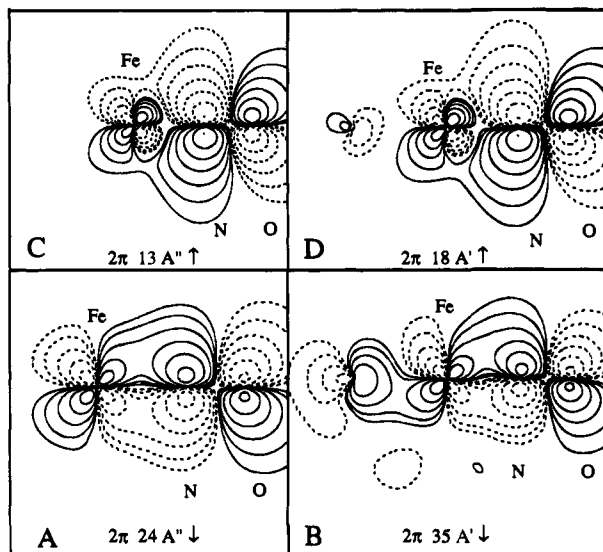 Fe
N O
C 2π 13 A" ↑
Fe
N O
D 2π 18 A' ↑
Fe
N O
A 2π 24 A" ↓
Fe
N O
B 2π 35 A' ↓